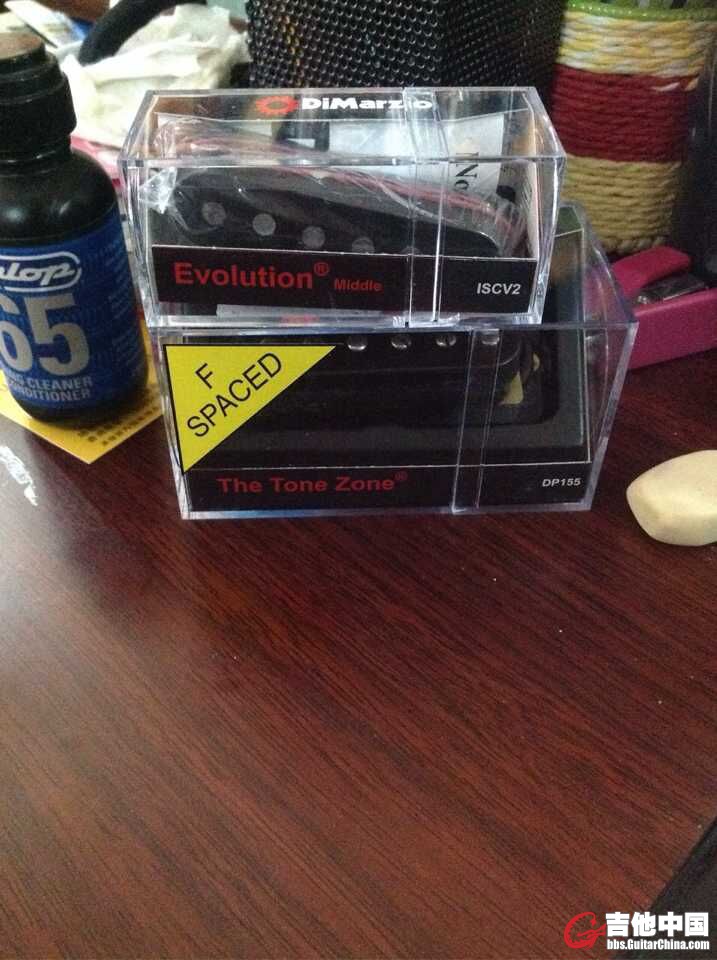 DiMarzio
Evolution® Middle
ISCV2
lop
65
CLEANER
CONDITIONER
F
SPACED
The Tone Zone®
DP155
吉他中国
bbs.GuitarChina.com